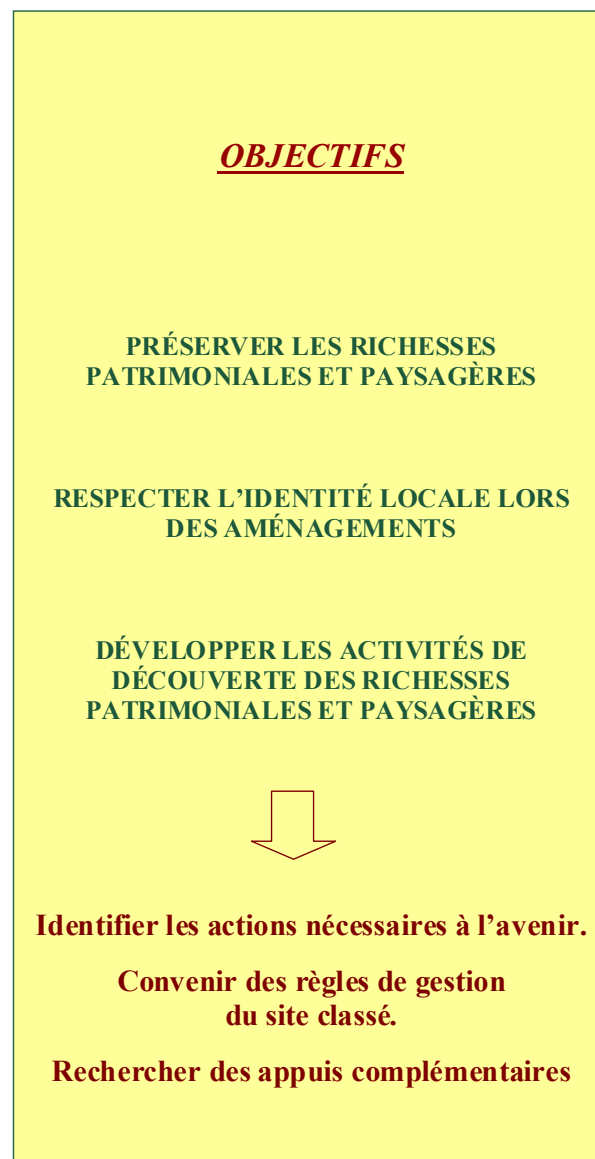 OBJECTIFS
PRÉSERVER LES RICHESSES
PATRIMONIALES ET PAYSAGÈRES
RESPECTER L’IDENTITÉ LOCALE LORS
DES AMÉNAGEMENTS
DÉVELOPPER LES ACTIVITÉS DE
DÉCOUVERTE DES RICHESSES
PATRIMONIALES ET PAYSAGÈRES
Identifier les actions nécessaires à l’avenir.
Convenir des règles de gestion
du site classé.
Rechercher des appuis complémentaires